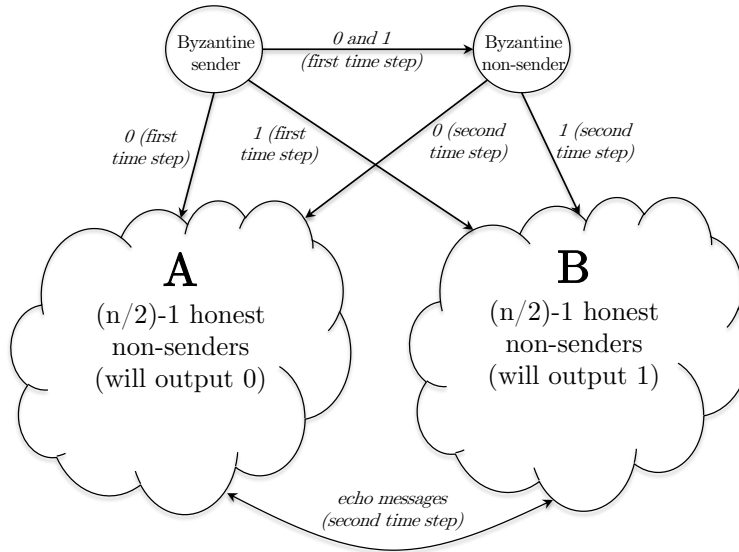 Byzantine
sender
0 and 1
(first time step)
Byzantine
non-sender
0 (first
time step)
1 (first
time step)
0 (second
time step)
1 (second
time step)
A
(n/2)-1 honest
non-senders
(will output 0)
B
(n/2)-1 honest
non-senders
(will output 1)
echo messages
(second time step)